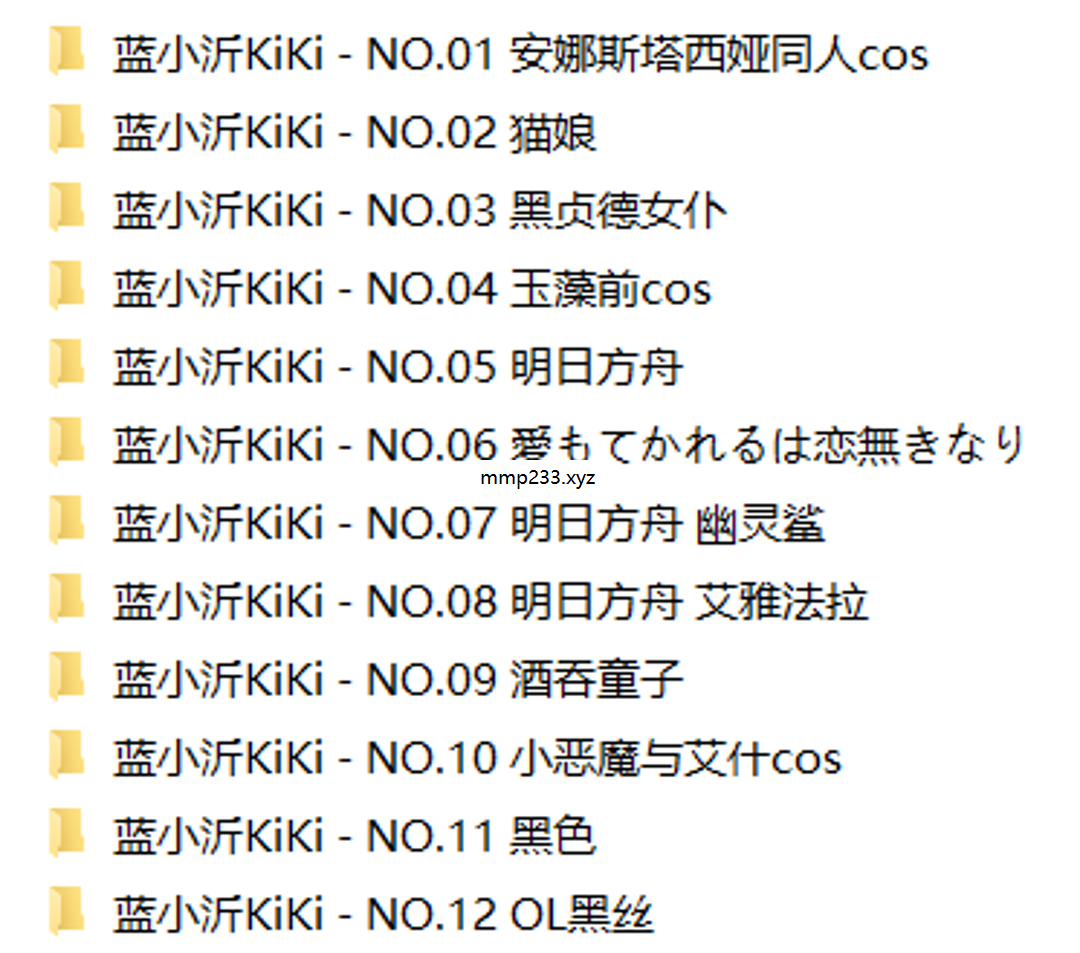 蓝小沂KiKi - NO.01 安娜斯塔西娅同人cos
蓝小沂KiKi - NO.02 猫娘
蓝小沂KiKi - NO.03 黑贞德女仆
蓝小沂KiKi - NO.04 玉藻前cos
蓝小沂KiKi - NO.05 明日方舟
蓝小沂KiKi - NO.06 愛もてかれるは恋無きなり
mmp233.xyz
蓝小沂KiKi - NO.07 明日方舟 幽灵鲨
蓝小沂KiKi - NO.08 明日方舟 艾雅法拉
蓝小沂KiKi - NO.09 酒吞童子
蓝小沂KiKi - NO.10 小恶魔与艾什cos
蓝小沂KiKi - NO.11 黑色
蓝小沂KiKi - NO.12 OL黑丝